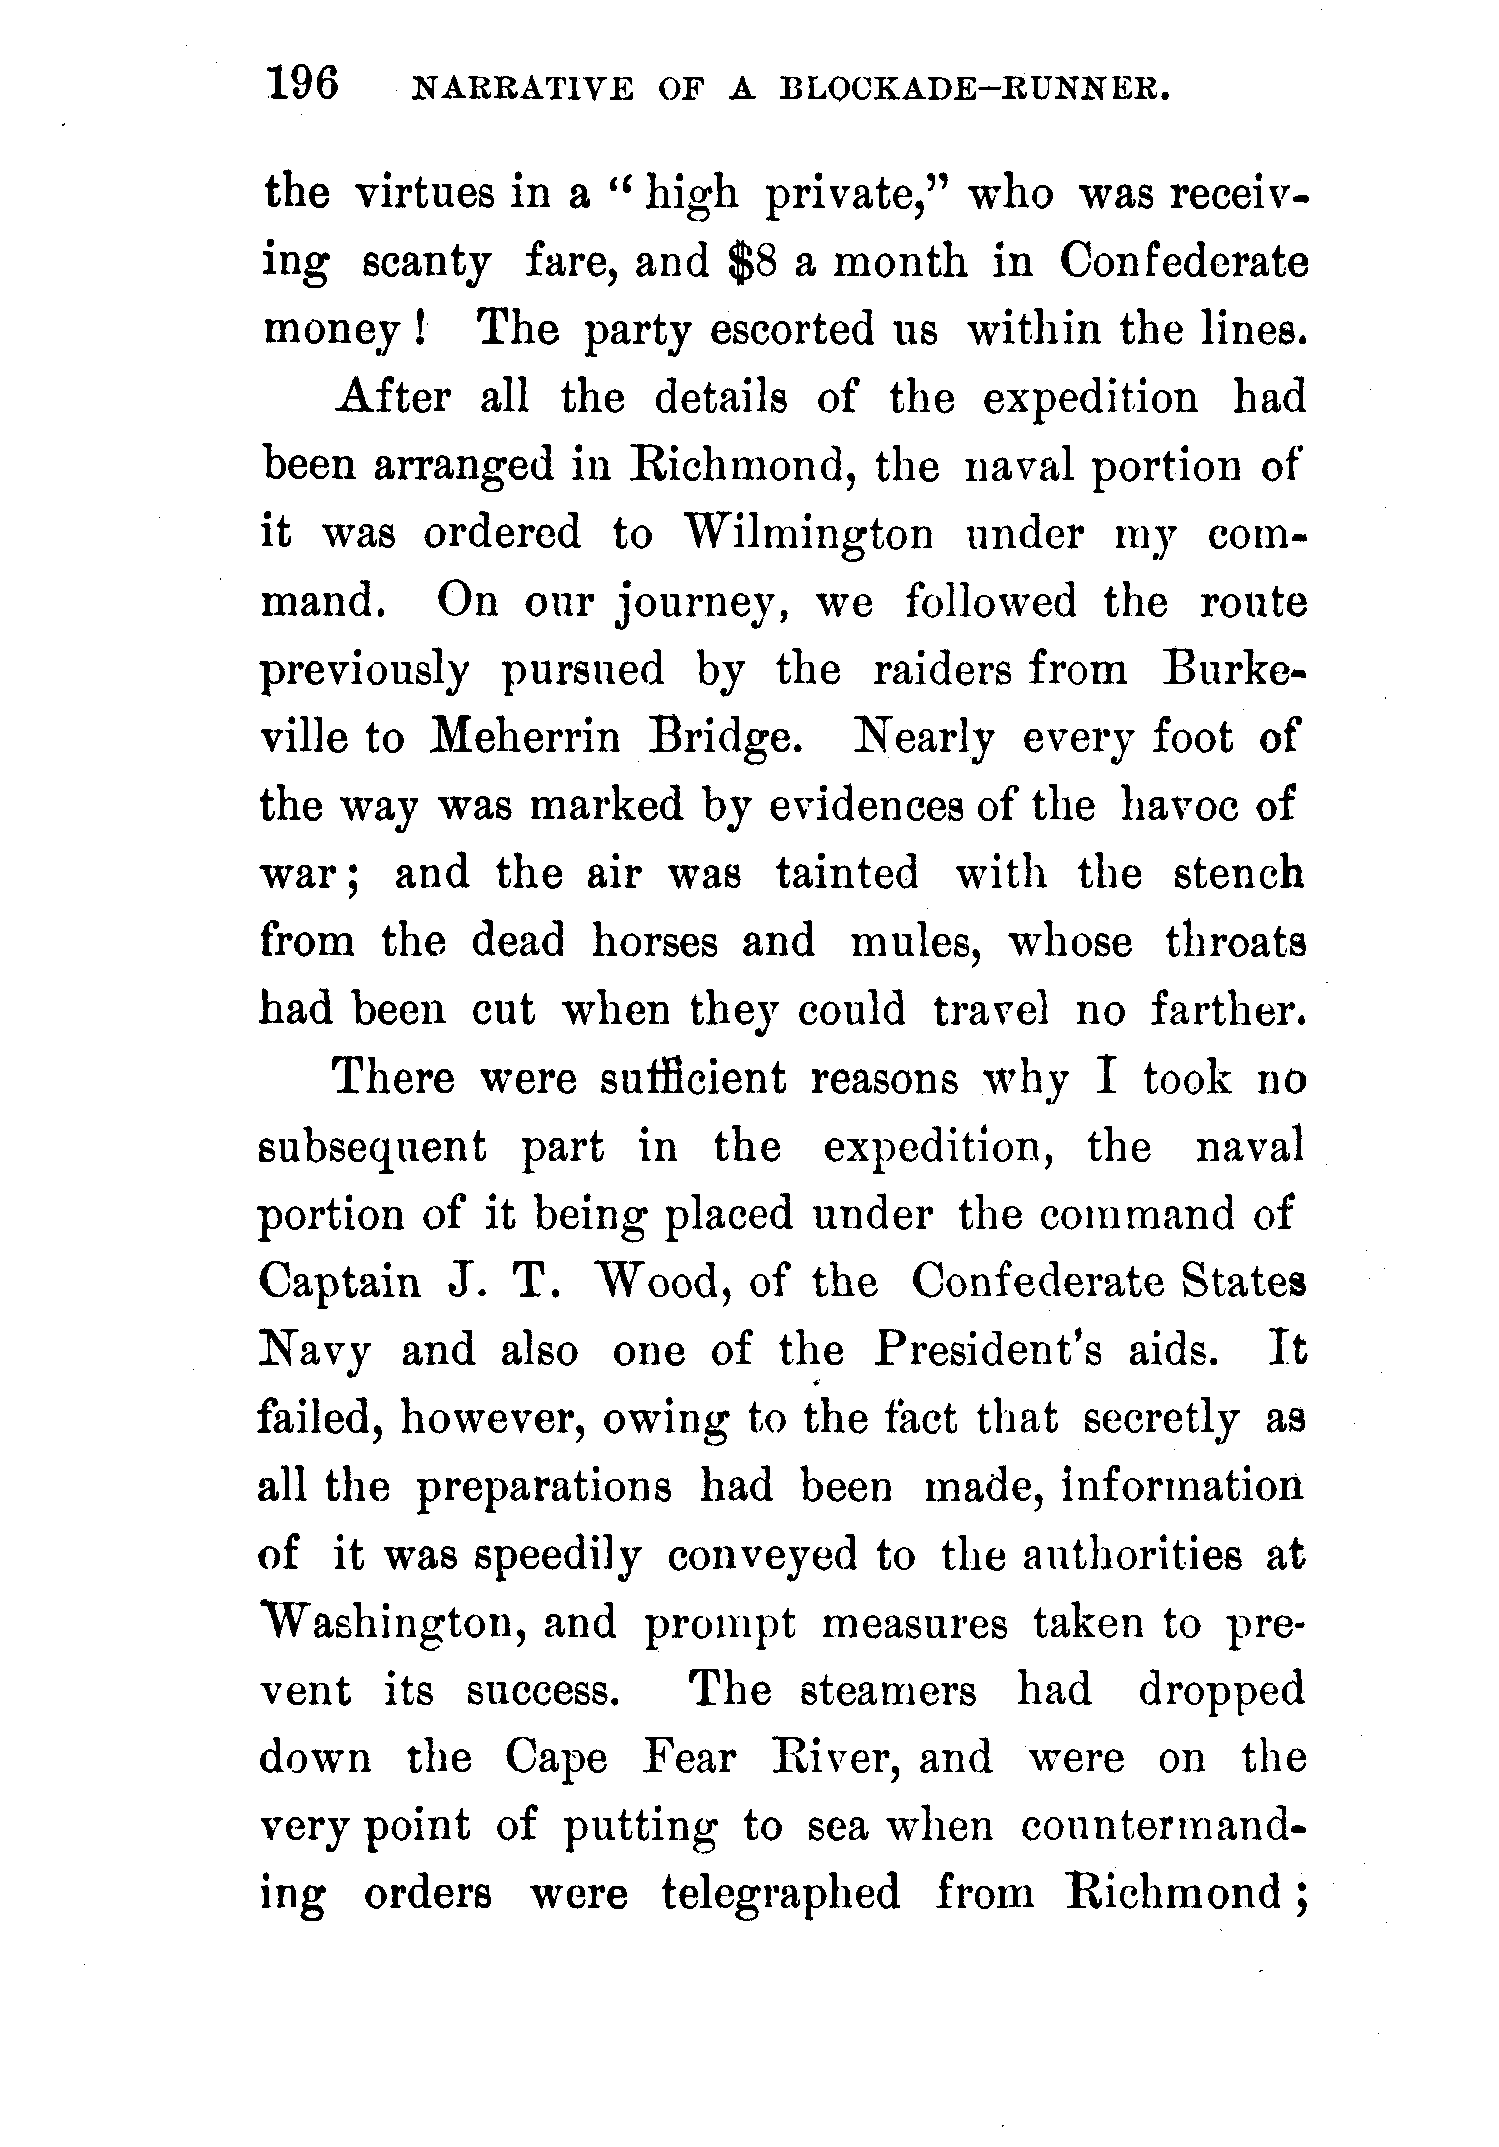 196 NARRATIVE OF A BLOCKADE-RUNNER.
the virtues in a " high private," who was receiv-
ing scanty fare, and $8 a month in Confederate
money ! The party escorted us within the lines.
After all the details of the expedition had
been arranged in Richmond, the naval portion of
it was ordered to Wilmington under my com-
mand. On our journey, we followed the route
previously pursued by the raiders from Burke-
ville to Meherrin Bridge. Nearly every foot of
the way was marked by evidences of the havoc of
war ; and the air was tainted with the stench
from the dead horses and mules, whose throats
had been cut when they could travel no farther.
There were sufficient reasons why I took no
subsequent part in the expedition, the naval
portion of it being placed under the command of
Captain J. T. Wood, of the Confederate States
Navy and also one of the President's aids. It
failed, however, owing to the fact that secretly as
all the preparations had been made, information
of it was speedily conveyed to the authorities at
Washington, and prompt measures taken to pre-
vent its success. The steamers had dropped
down the Cape Fear River, and were on the
very point of putting to sea when countermand-
ing orders were telegraphed from Richmond ;